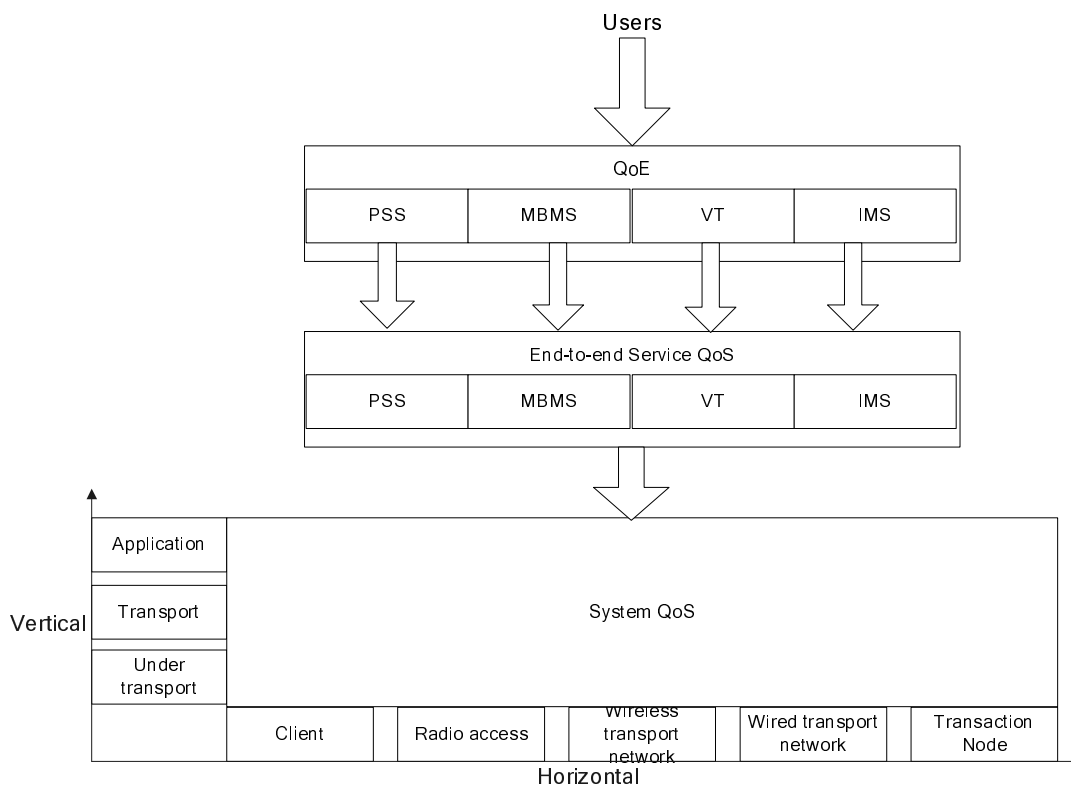 Users
QoE
PSS
MBMS
VT
IMS
End-to-end Service QoS
PSS
MBMS
VT
IMS
Application
Transport
Under
transport
Vertical
System QoS
Client
Radio access
Wireless
transport
network
Wired transport
network
Transaction
Node
Horizontal